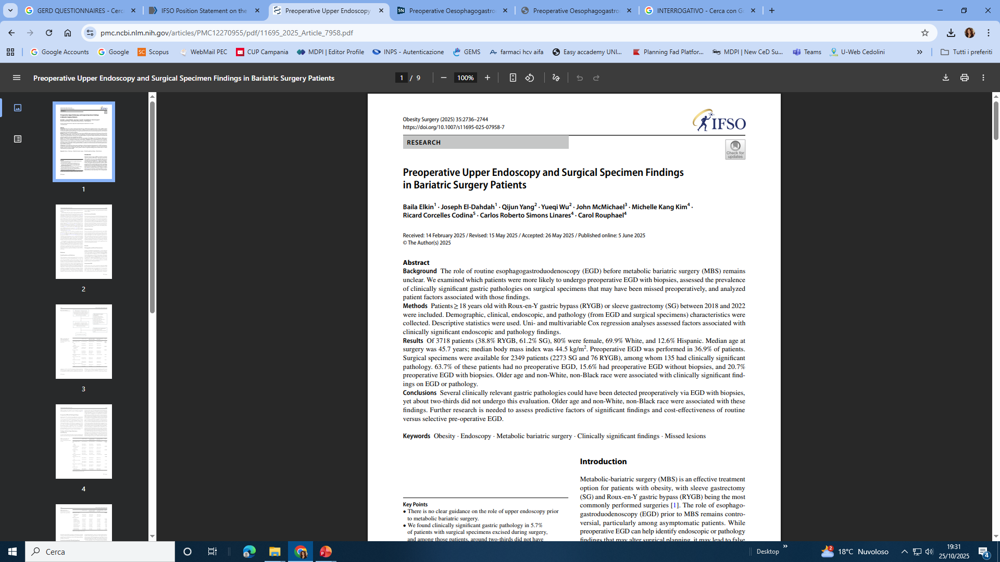 GERD QUESTIONNAIRES - Cerc
IFSO Position Statement on the
Preoperative Upper Endoscopy
Preoperative Oesophagogastro
Preoperative Oesophagogastro
INTERROGATIVO - Cerca con G
pmc.ncbi.nlm.nih.gov/articles/PMC12270955/pdf/11695_2025_Article_7958.pdf
Google Accounts
Google
Scopus
WebMail PEC
CUP Campania
MDPI | Editor Profile
INPS - Autenticazione
GEMS
farmaci hcv aifa
Easy accademy UNI...
Planning Fad Platfor...
MDPI | New CeD Su...
Teams
U-Web Cedolini
Tutti i preferiti
Preoperative Upper Endoscopy and Surgical Specimen Findings in Bariatric Surgery Patients
1 / 9
100%
1
2
3
4
Obesity Surgery (2025) 35:2736–2744
https://doi.org/10.1007/s11695-025-07958-7
IFSO
RESEARCH
Check for
updates
Preoperative Upper Endoscopy and Surgical Specimen Findings
in Bariatric Surgery Patients
Baila Elkin1 · Joseph El-Dahdah1 · Qijun Yang2 · Yueqi Wu2 · John McMichael3 · Michelle Kang Kim4 ·
Ricard Corcelles Codina5 · Carlos Roberto Simons Linares4 · Carol Rouphael4
Received: 14 February 2025 / Revised: 15 May 2025 / Accepted: 26 May 2025 / Published online: 5 June 2025
© The Author(s) 2025
Abstract
Background The role of routine esophagogastroduodenoscopy (EGD) before metabolic bariatric surgery (MBS) remains
unclear. We examined which patients were more likely to undergo preoperative EGD with biopsies, assessed the prevalence
of clinically significant gastric pathologies on surgical specimens that may have been missed preoperatively, and analyzed
patient factors associated with those findings.
Methods Patients ≥ 18 years old with Roux-en-Y gastric bypass (RYGB) or sleeve gastrectomy (SG) between 2018 and 2022
were included. Demographic, clinical, endoscopic, and pathology (from EGD and surgical specimens) characteristics were
collected. Descriptive statistics were used. Uni- and multivariable Cox regression analyses assessed factors associated with
clinically significant endoscopic and pathology findings.
Results Of 3718 patients (38.8% RYGB, 61.2% SG), 80% were female, 69.9% White, and 12.6% Hispanic. Median age at
surgery was 45.7 years; median body mass index was 44.5 kg/m2. Preoperative EGD was performed in 36.9% of patients.
Surgical specimens were available for 2349 patients (2273 SG and 76 RYGB), among whom 135 had clinically significant
pathology. 63.7% of these patients had no preoperative EGD, 15.6% had preoperative EGD without biopsies, and 20.7%
preoperative EGD with biopsies. Older age and non-White, non-Black race were associated with clinically significant find-
ings on EGD or pathology.
Conclusions Several clinically relevant gastric pathologies could have been detected preoperatively via EGD with biopsies,
yet about two-thirds did not undergo this evaluation. Older age and non-White, non-Black race were associated with these
findings. Further research is needed to assess predictive factors of significant findings and cost-effectiveness of routine
versus selective pre-operative EGD.
Keywords Obesity · Endoscopy · Metabolic bariatric surgery · Clinically significant findings · Missed lesions
Key Points
• There is no clear guidance on the role of upper endoscopy prior
to metabolic bariatric surgery.
• We found clinically significant gastric pathology in 5.7%
of patients with surgical specimens excised during surgery,
and among those patients, around two-thirds did not have
Introduction
Metabolic-bariatric surgery (MBS) is an effective treatment
option for patients with obesity, with sleeve gastrectomy
(SG) and Roux-en-Y gastric bypass (RYGB) being the most
commonly performed surgeries [1]. The role of esophago-
gastroduodenoscopy (EGD) prior to MBS remains contro-
versial, particularly among asymptomatic patients. While
preoperative EGD can help identify endoscopic or pathology
findings that may alter surgical planning, it may lead to false
Cerca
Desktop
18°C Nuvoloso
19:31
25/10/2025